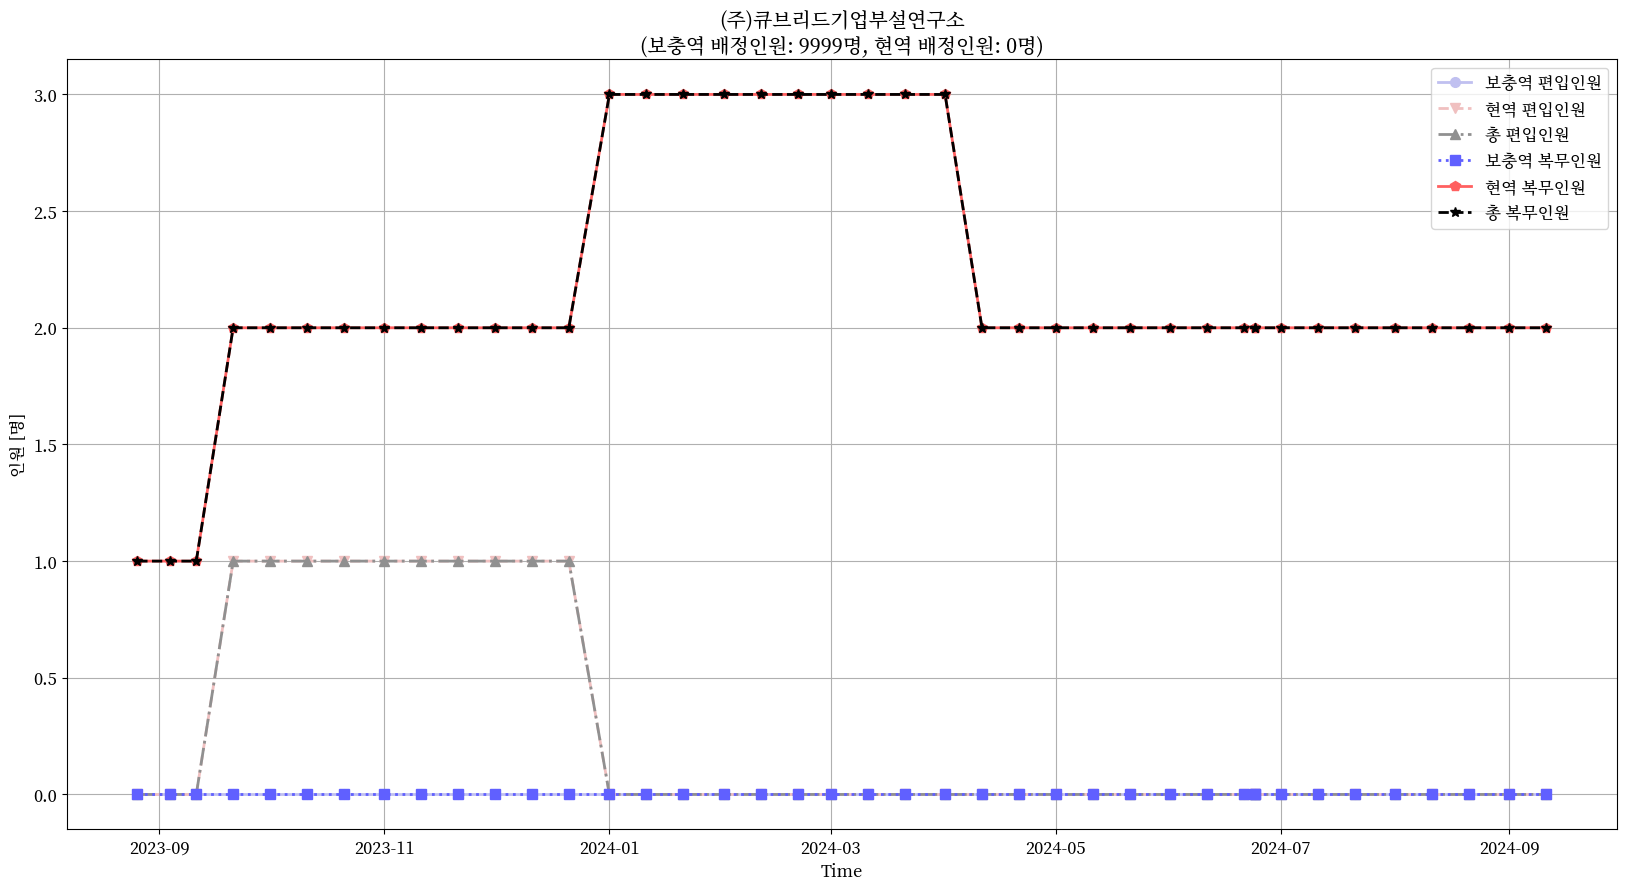 (주)큐브리드기업부설연구소
(보충역 배정인원: 9999명, 현역 배정인원: 0명)
보충역 편입인원
현역 편입인원
총 편입인원
보충역 복무인원
현역 복무인원
총 복무인원
인원 [명]
3.0
2.5
2.0
1.5
1.0
0.5
0.0
2023-09 2023-11 2024-01 2024-03 2024-05 2024-07 2024-09
Time